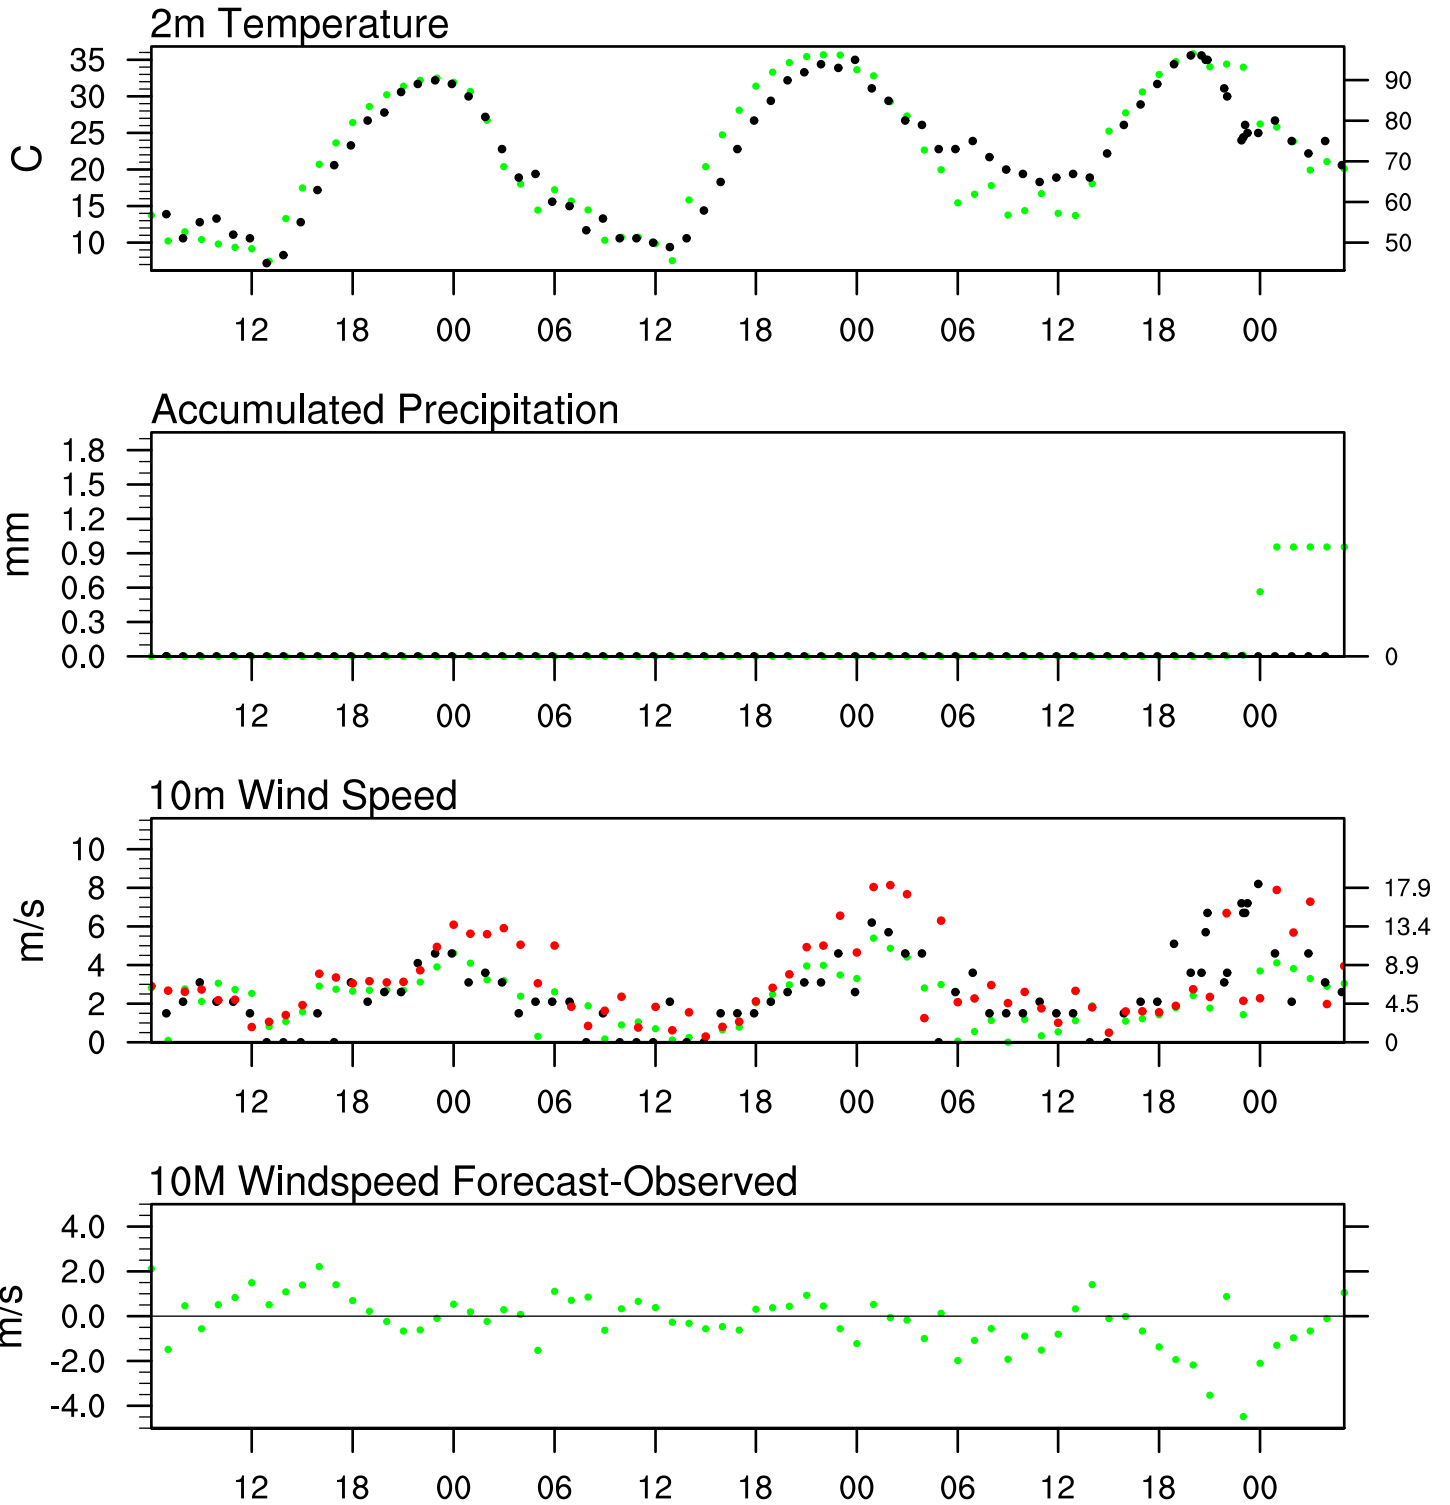 2m Temperature
35
30
25
20
15
10
C
90
80
70
60
50
12 18 00 06 12 18 00 06 12 18 00
Accumulated Precipitation
1.8
1.5
1.2
0.9
0.6
0.3
0.0
mm
0
12 18 00 06 12 18 00 06 12 18 00
10m Wind Speed
10
8
6
4
2
0
m/s
17.9
13.4
8.9
4.5
0
12 18 00 06 12 18 00 06 12 18 00
10M Windspeed Forecast-Observed
4.0
2.0
0.0
-2.0
-4.0
m/s
12 18 00 06 12 18 00 06 12 18 00